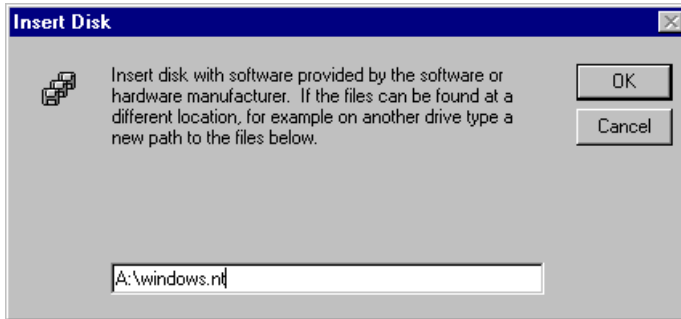 Insert Disk
Insert disk with software provided by the software or
hardware manufacturer. If the files can be found at a
different location, for example on another drive type a
new path to the files below.
OK
Cancel
A:\windows.nt